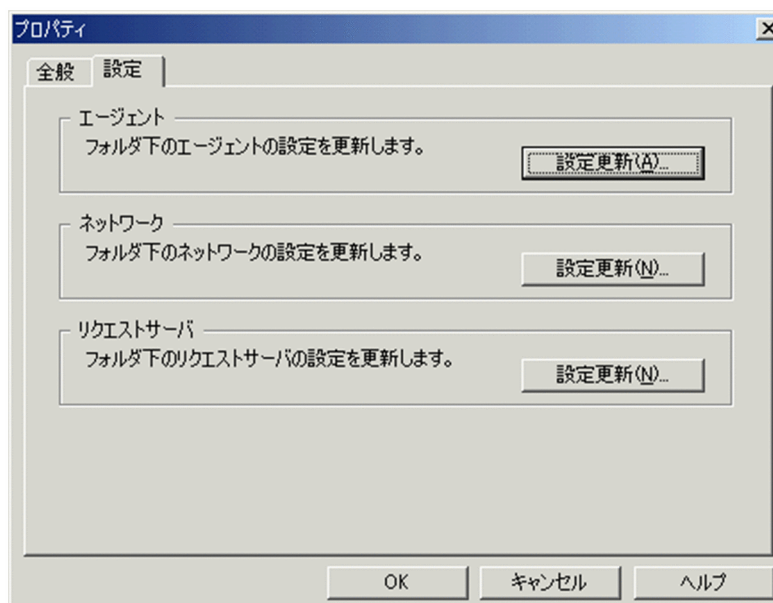 プロパティ
全般 設定
エージェント
フォルダ下のエージェントの設定を更新します。
設定更新(A)...
ネットワーク
フォルダ下のネットワークの設定を更新します。
設定更新(N)...
リクエストサーバ
フォルダ下のリクエストサーバの設定を更新します。
設定更新(N)...
OK キャンセル ヘルプ